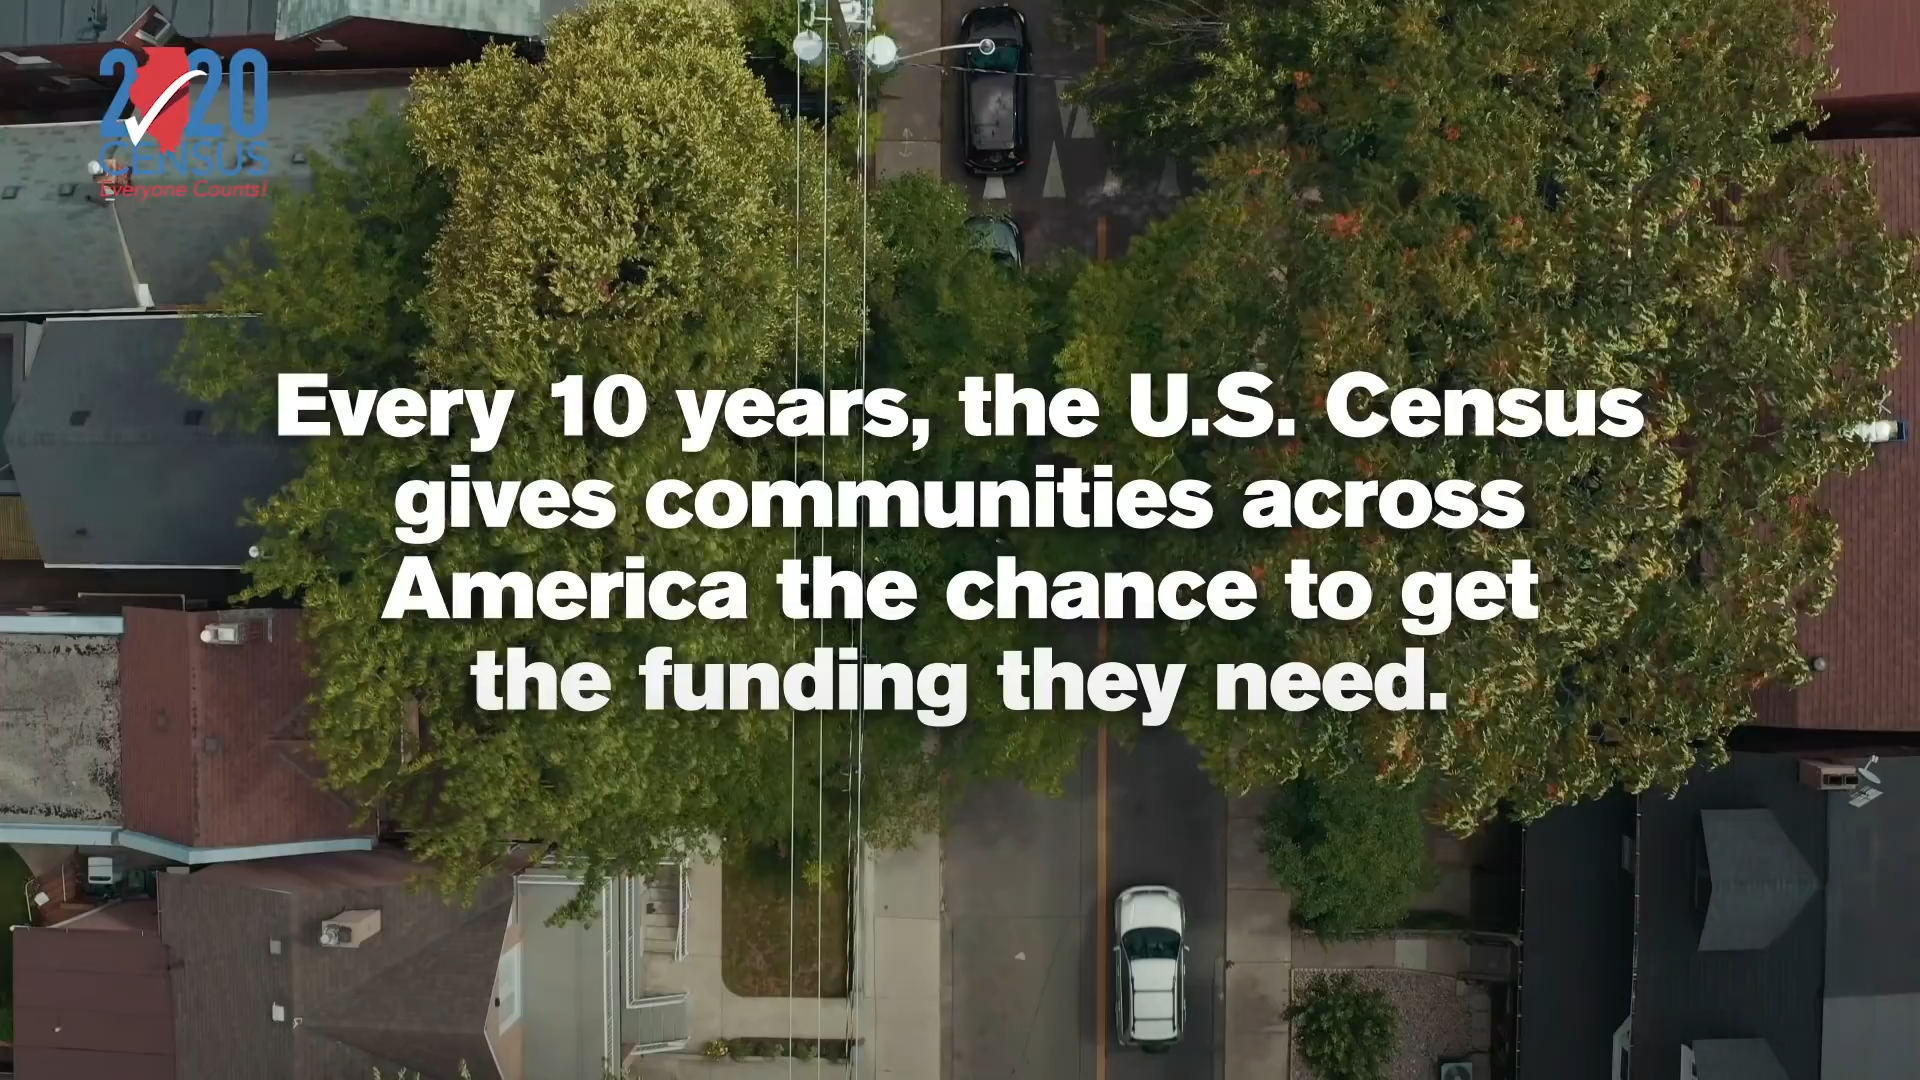 2020
CENSUS
Everyone Counts!
Every 10 years, the U.S. Census
gives communities across
America the chance to get
the funding they need.